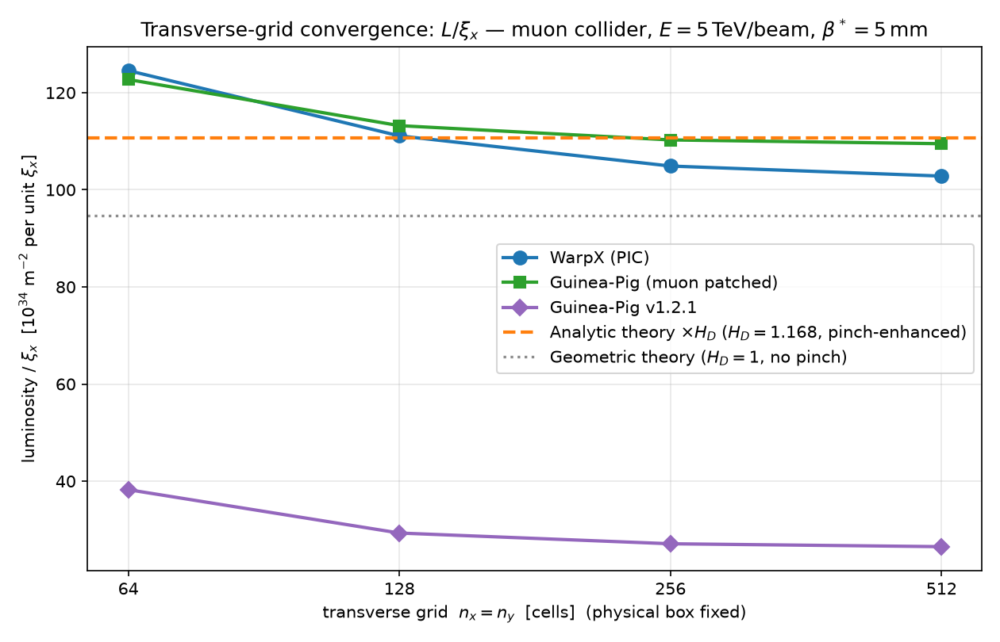 Transverse-grid convergence: L/ξₓ — muon collider, E = 5 TeV/beam, β* = 5 mm
luminosity / ξₓ [10³⁴ m⁻² per unit ξₓ]
120
100
80
60
40
WarpX (PIC)
Guinea-Pig (muon patched)
Guinea-Pig v1.2.1
Analytic theory ×H_D (H_D = 1.168, pinch-enhanced)
Geometric theory (H_D = 1, no pinch)
64
128
256
512
transverse grid nₓ = n_y [cells] (physical box fixed)